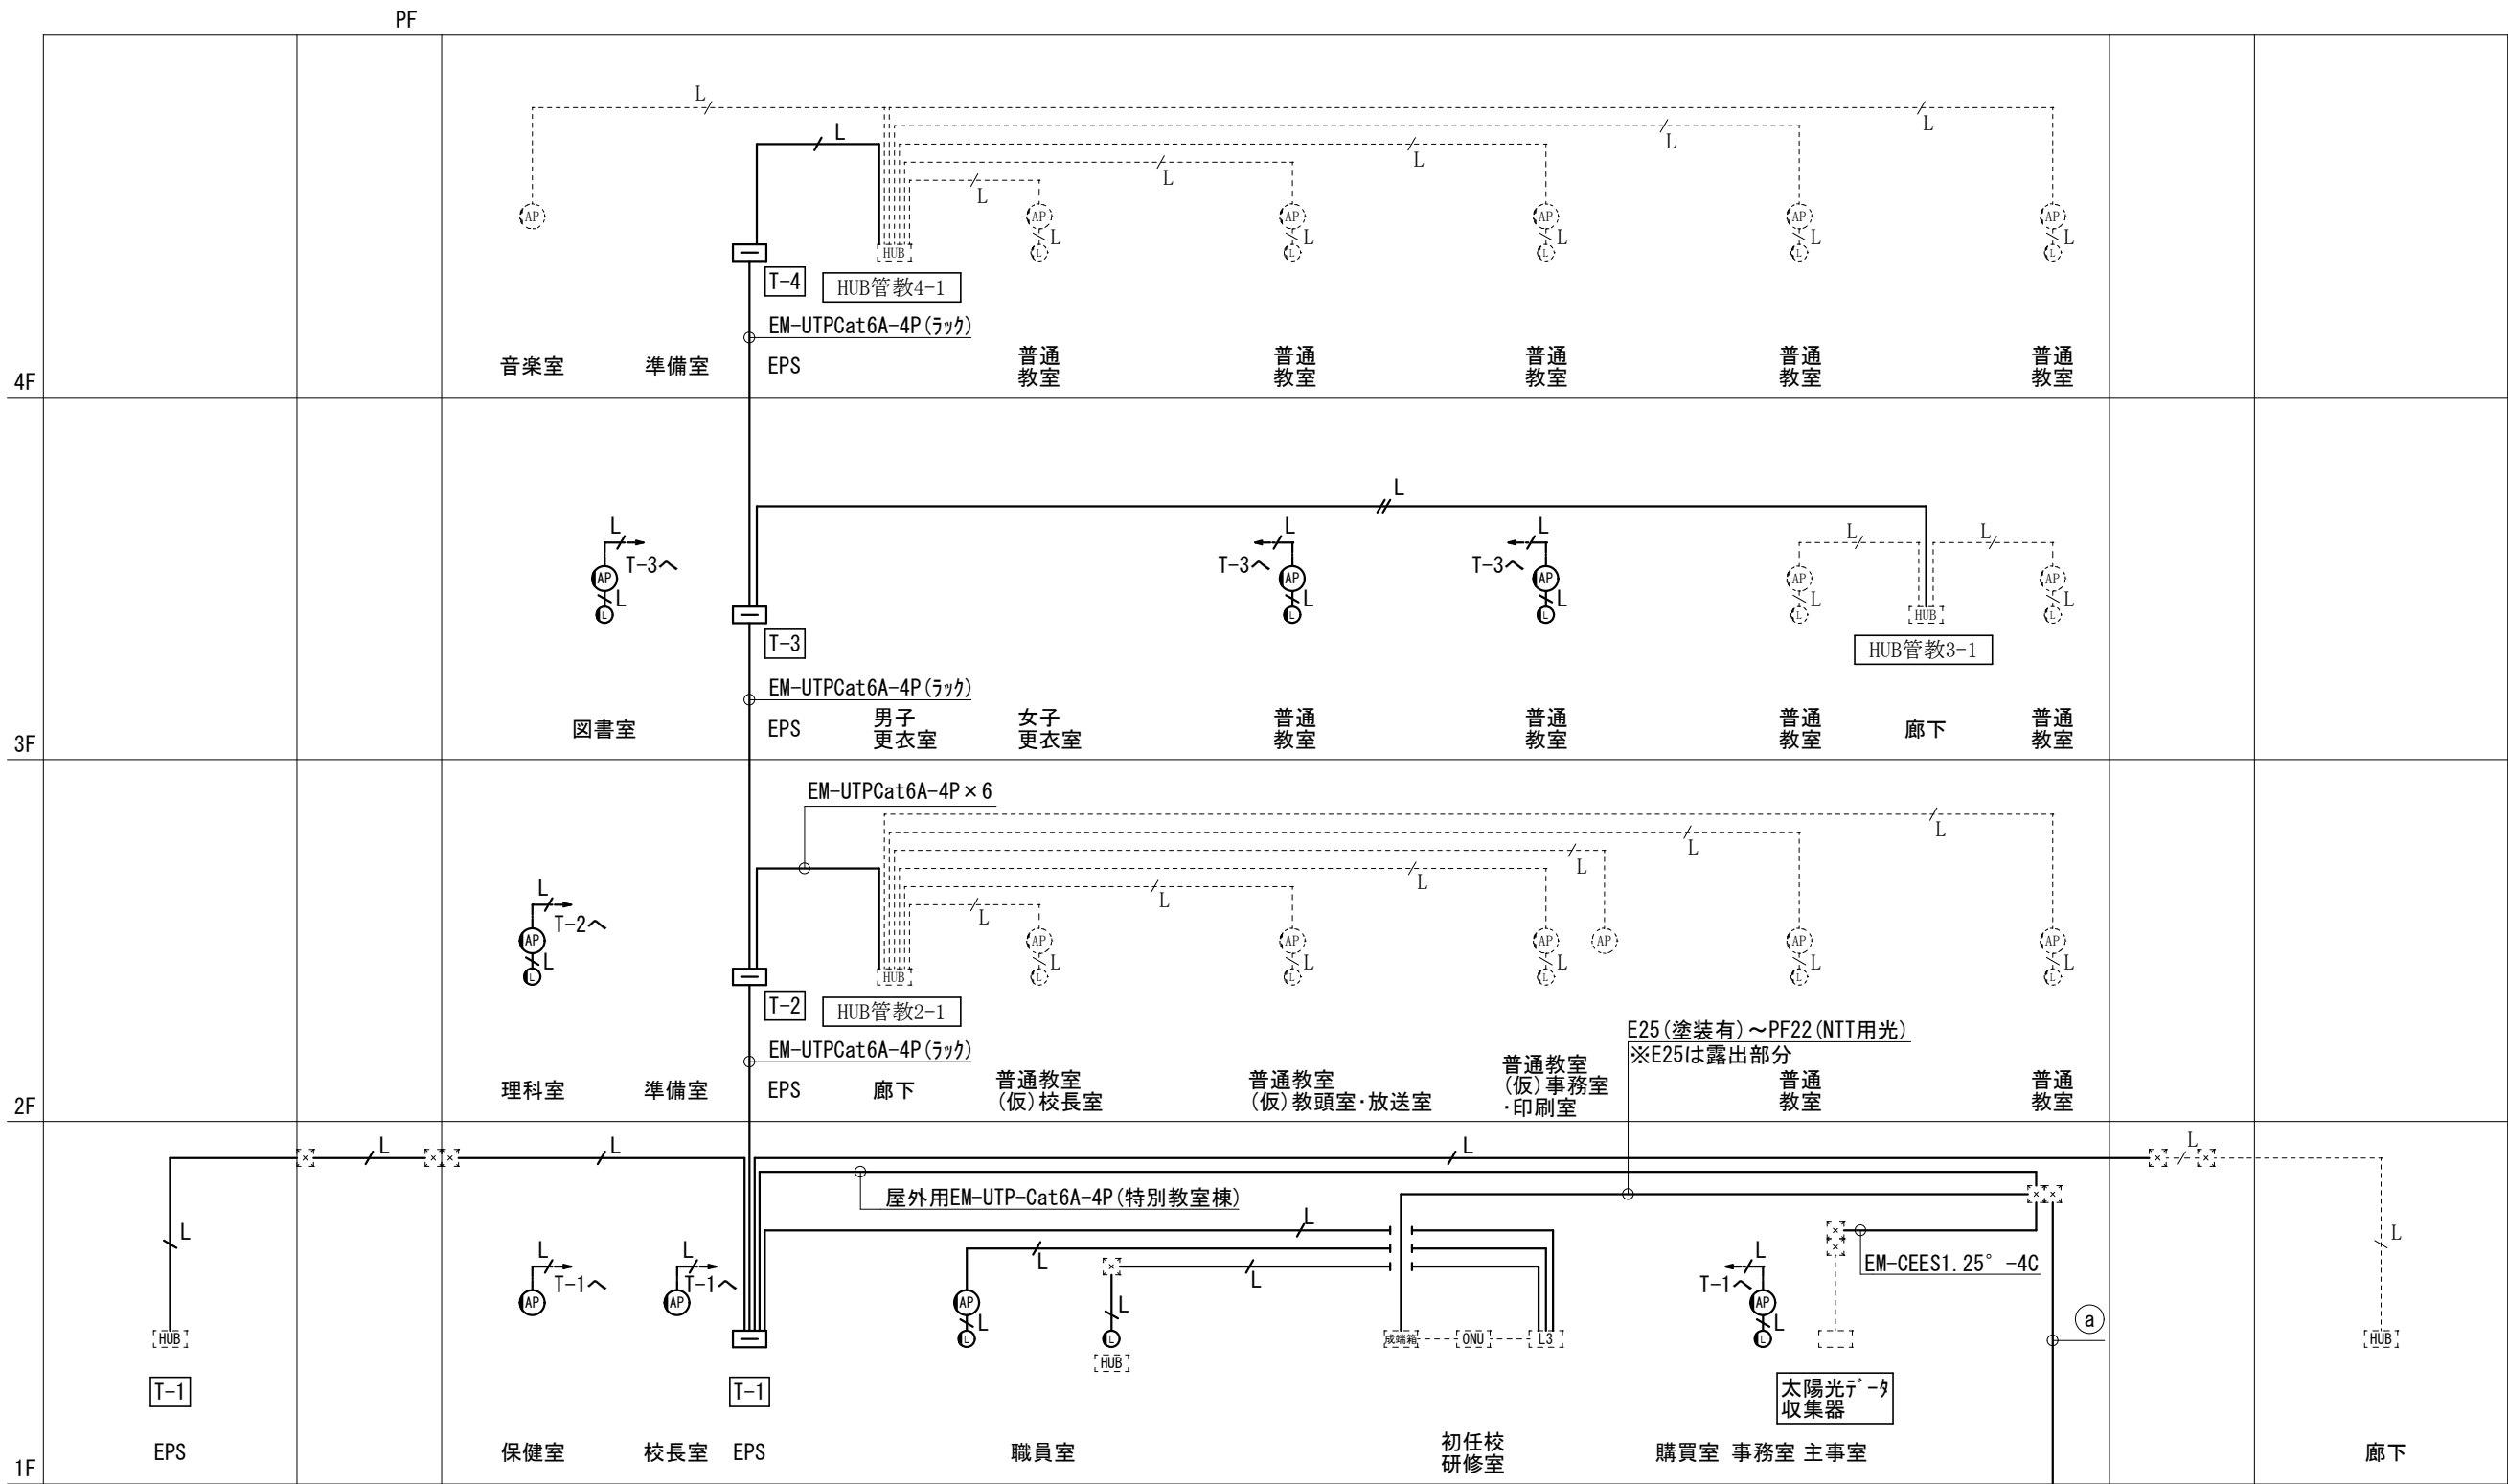 PF
L
L
L
L
L
L
L
AP
AP
AP
AP
AP
AP
L
L
L
L
L
HUB
L
L
L
L
L
T-4
HUB管教4-1
EM-UTPCat6A-4P(ﾗｯｸ)
音楽室
準備室
EPS
普通
教室
普通
教室
普通
教室
普通
教室
普通
教室
4F
L
L
L
L
L
L
T-3へ
T-3へ
T-3へ
AP
AP
AP
AP
AP
L
L
L
L
L
L
L
L
L
L
HUB
T-3
HUB管教3-1
EM-UTPCat6A-4P(ﾗｯｸ)
図書室
EPS
男子
更衣室
女子
更衣室
普通
教室
普通
教室
普通
教室
廊下
普通
教室
3F
EM-UTPCat6A-4P×6
L
L
L
L
L
L
L
T-2へ
AP
AP
AP
AP
AP
AP
AP
L
L
L
L
L
L
L
HUB
L
L
L
L
L
T-2
HUB管教2-1
EM-UTPCat6A-4P(ﾗｯｸ)
E25(塗装有)～PF22(NTT用光)
※E25は露出部分
理科室
準備室
EPS
廊下
普通教室
(仮)校長室
普通教室
(仮)教頭室･放送室
普通教室
(仮)事務室
･印刷室
普通
教室
普通
教室
2F
L
L
L
L
屋外用EM-UTP-Cat6A-4P(特別教室棟)
L
L
L
L
L
L
L
L
EM-CEES1.25°-4C
T-1へ
T-1へ
T-1へ
AP
AP
AP
AP
L
L
L
a
HUB
L
L
HUB
成端箱
ONU
L3
L
HUB
T-1
T-1
太陽光ﾃﾞｰﾀ
収集器
EPS
保健室
校長室
EPS
職員室
初任校
研修室
購買室
事務室
主事室
廊下
1F